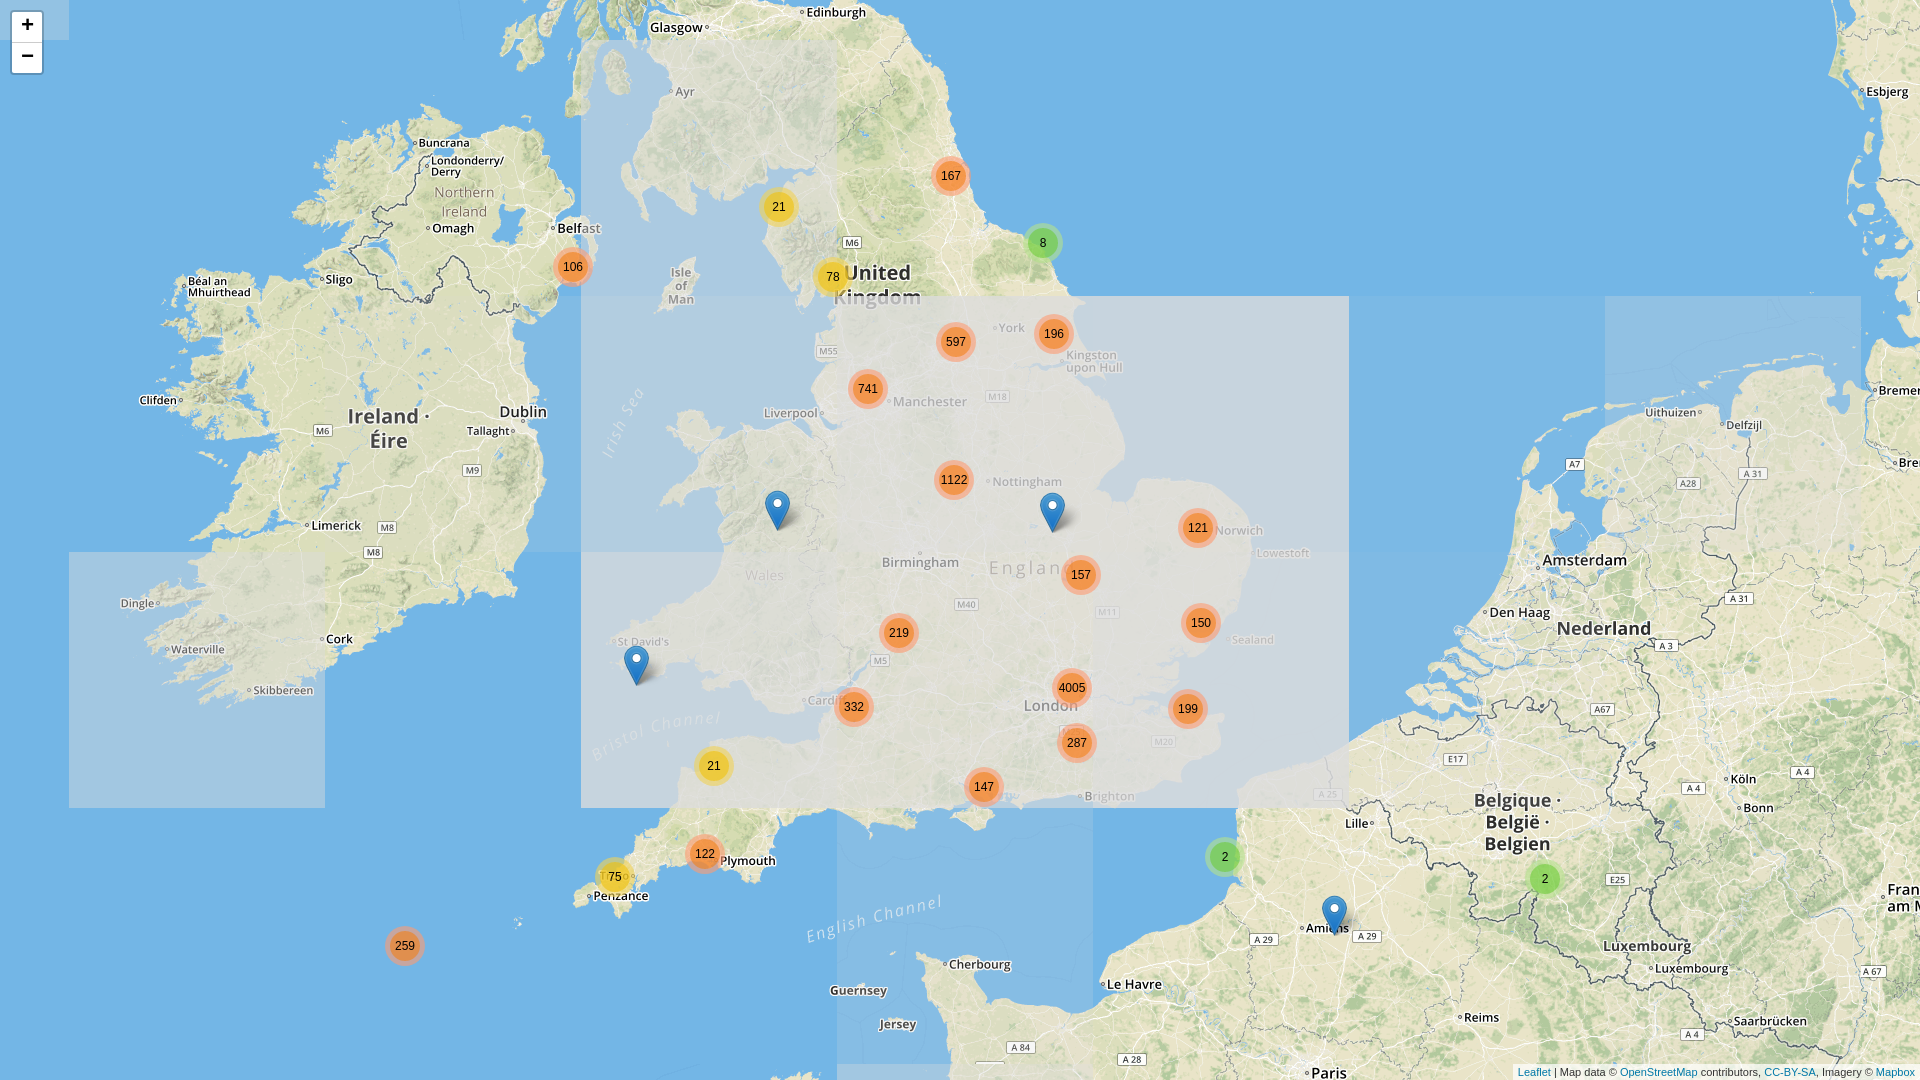 +
−
Glasgow
Edinburgh
Ayr
Esbjerg
Buncrana
Londonderry/
Derry
Northern
Ireland
Omagh
Belfast
167
21
M6
8
106
78
United
Kingdom
Isle
of
Man
Sligo
Béal an
Mhuirthead
York
196
597
M55
Kingston
upon Hull
741
Manchester
M18
Liverpool
Irish Sea
Clifden
Dublin
Tallaght
Ireland ·
Éire
M6
M9
Uithuizen
Delfzijl
A7
A 31
A28
1122
Nottingham
121
Norwich
Lowestoft
Limerick
M8
M8
Birmingham
Wales
157
Amsterdam
M40
M11
A 31
Dingle
Den Haag
Nederland
150
Sealand
219
Cork
St David's
Waterville
M5
A 3
Skibbereen
4005
London
Cardiff
332
199
A67
Bristol Channel
287
M20
E17
21
147
Brighton
A 25
Köln
A 4
A 4
Bonn
Belgique ·
België ·
Belgien
Lille
122
Plymouth
75
Penzance
2
2
E25
English Channel
Amiens
A 29
A 29
259
Luxembourg
Luxembourg
A 67
Cherbourg
Le Havre
Guernsey
Jersey
Reims
Saarbrücken
A 4
A 84
A 28
Paris
Leaflet | Map data © OpenStreetMap contributors, CC-BY-SA, Imagery © Mapbox